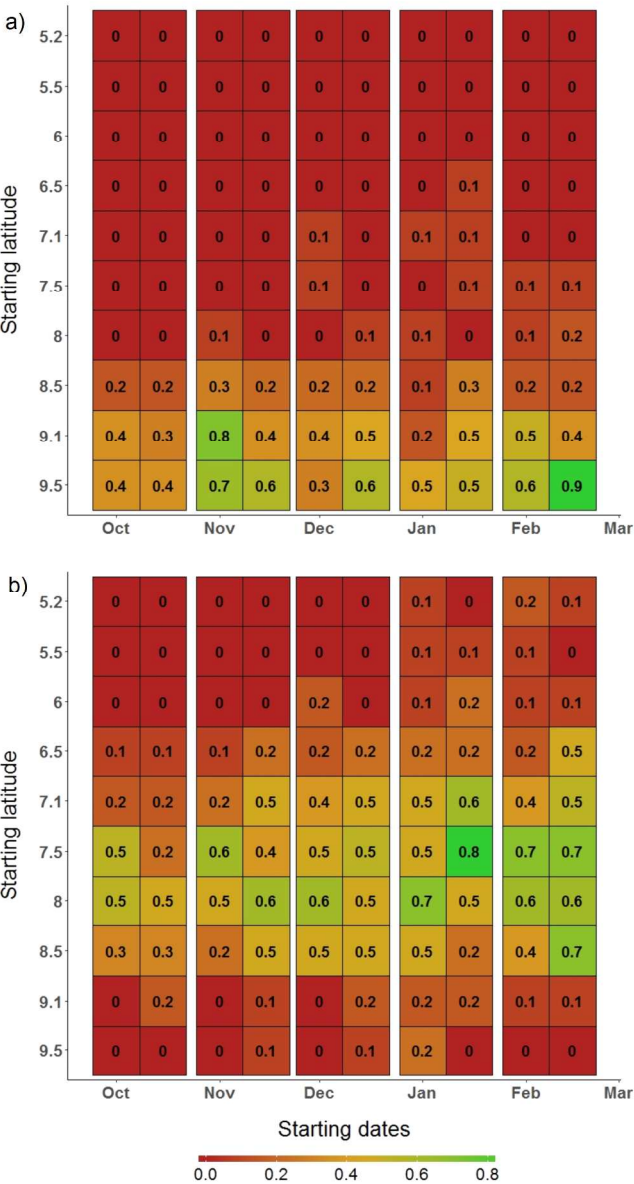 a)
5.2 0 0 0 0 0 0 0 0 0 0
5.5 0 0 0 0 0 0 0 0 0 0
6 0 0 0 0 0 0 0 0 0 0
6.5 0 0 0 0 0 0 0 0.1 0 0
7.1 0 0 0 0 0.1 0 0.1 0.1 0 0
7.5 0 0 0 0 0.1 0 0 0.1 0.1 0.1
8 0 0 0.1 0 0 0.1 0.1 0 0.1 0.2
8.5 0.2 0.2 0.3 0.2 0.2 0.2 0.1 0.3 0.2 0.2
9.1 0.4 0.3 0.8 0.4 0.4 0.5 0.2 0.5 0.5 0.4
9.5 0.4 0.4 0.7 0.6 0.3 0.6 0.5 0.5 0.6 0.9
Starting latitude
Oct Nov Dec Jan Feb Mar
b)
5.2 0 0 0 0 0 0 0.1 0 0.2 0.1
5.5 0 0 0 0 0 0 0.1 0.1 0.1 0
6 0 0 0 0 0.2 0 0.1 0.2 0.1 0.1
6.5 0.1 0.1 0.1 0.2 0.2 0.2 0.2 0.2 0.2 0.5
7.1 0.2 0.2 0.2 0.5 0.4 0.5 0.5 0.6 0.4 0.5
7.5 0.5 0.2 0.6 0.4 0.5 0.5 0.5 0.8 0.7 0.7
8 0.5 0.5 0.5 0.6 0.6 0.5 0.7 0.5 0.6 0.6
8.5 0.3 0.3 0.2 0.5 0.5 0.5 0.5 0.2 0.4 0.7
9.1 0 0.2 0 0.1 0 0.2 0.2 0.2 0.1 0.1
9.5 0 0 0 0.1 0 0.1 0.2 0 0 0
Starting latitude
Oct Nov Dec Jan Feb Mar
Starting dates
0.0 0.2 0.4 0.6 0.8